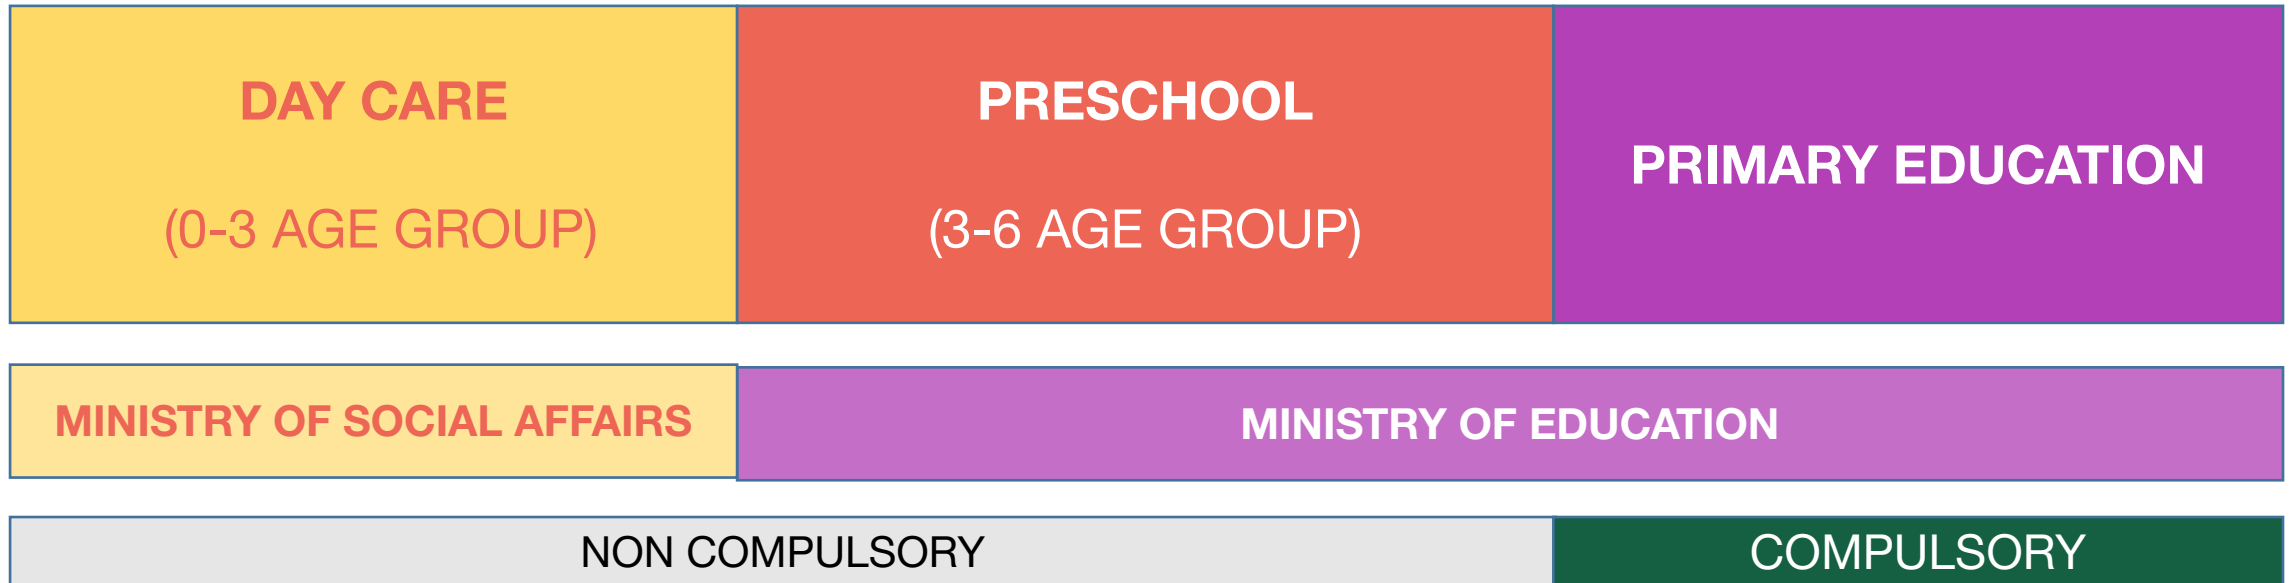 DAY CARE
(0-3 AGE GROUP)
PRESCHOOL
(3-6 AGE GROUP)
PRIMARY EDUCATION
MINISTRY OF SOCIAL AFFAIRS
MINISTRY OF EDUCATION
NON COMPULSORY
COMPULSORY